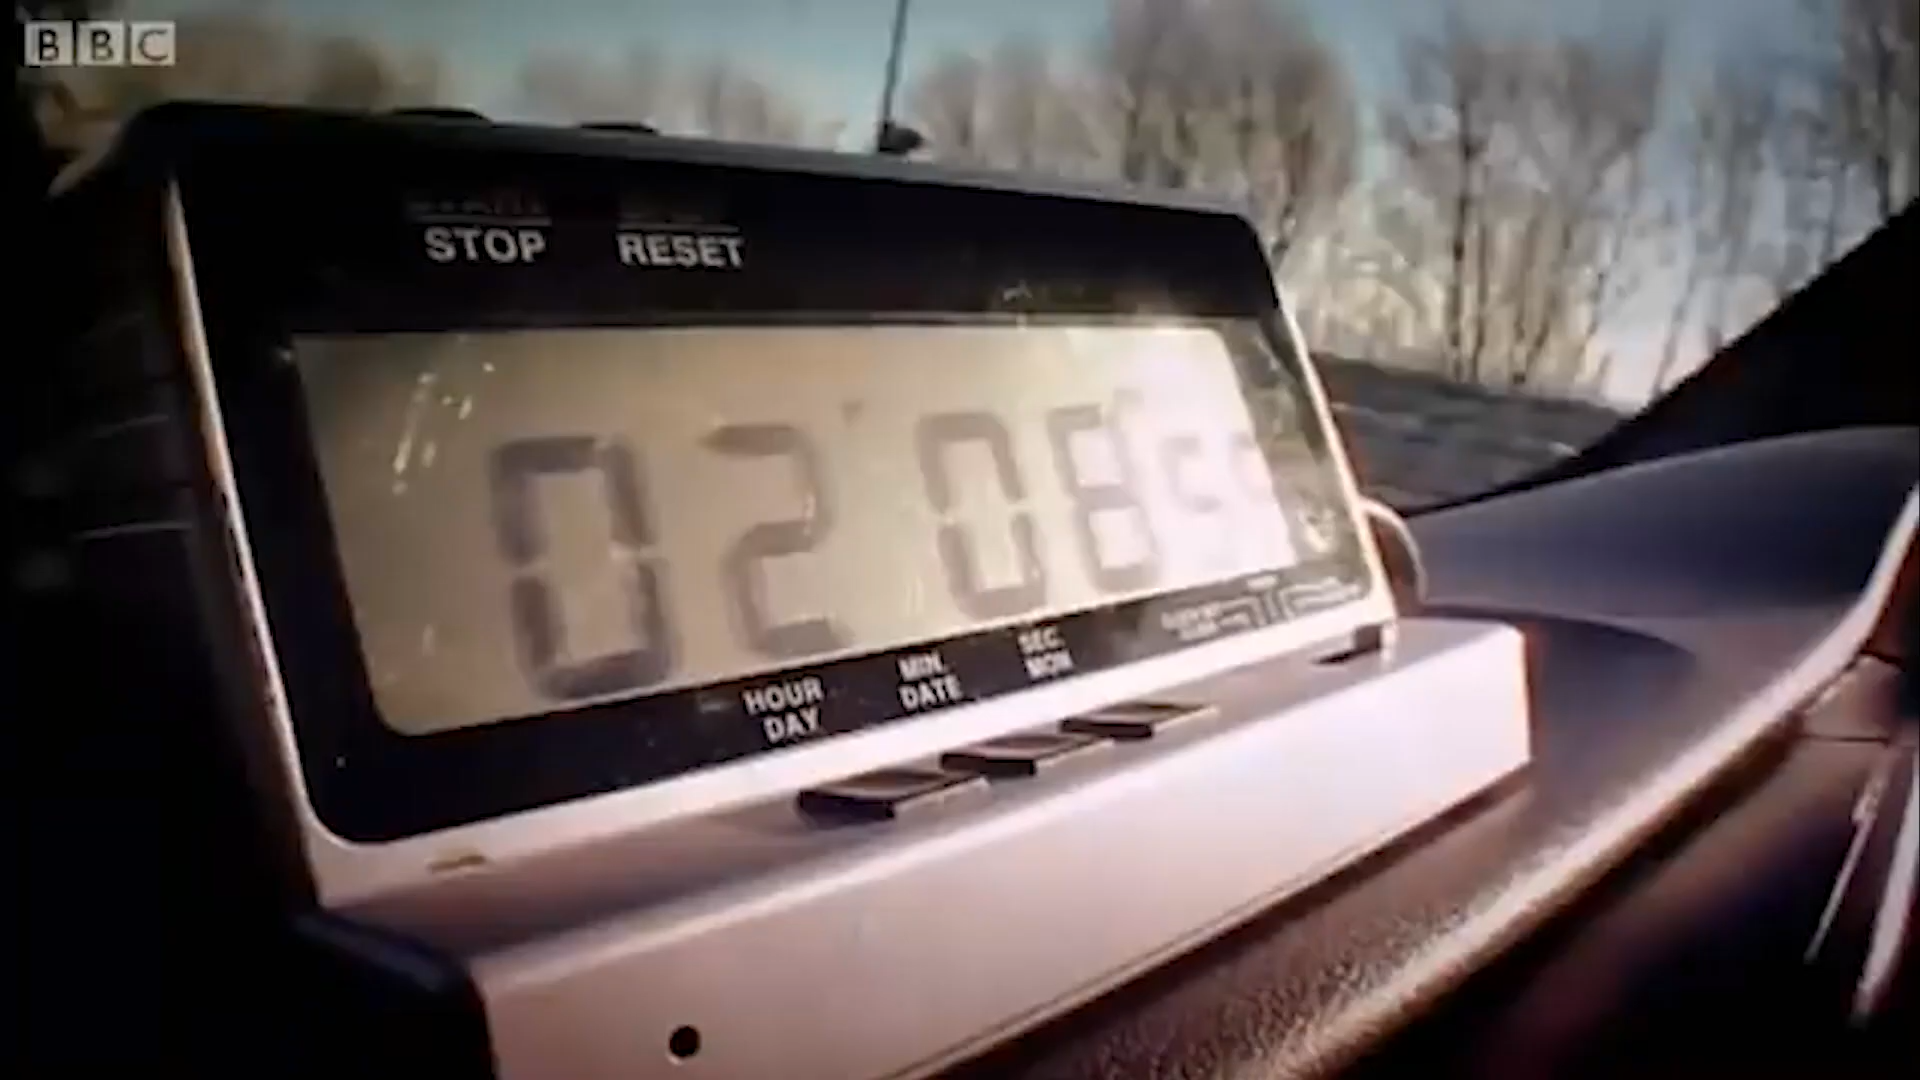 BBC
STOP
RESET
02'08
HOUR
DAY
MIN.
DATE
SEC.
MON